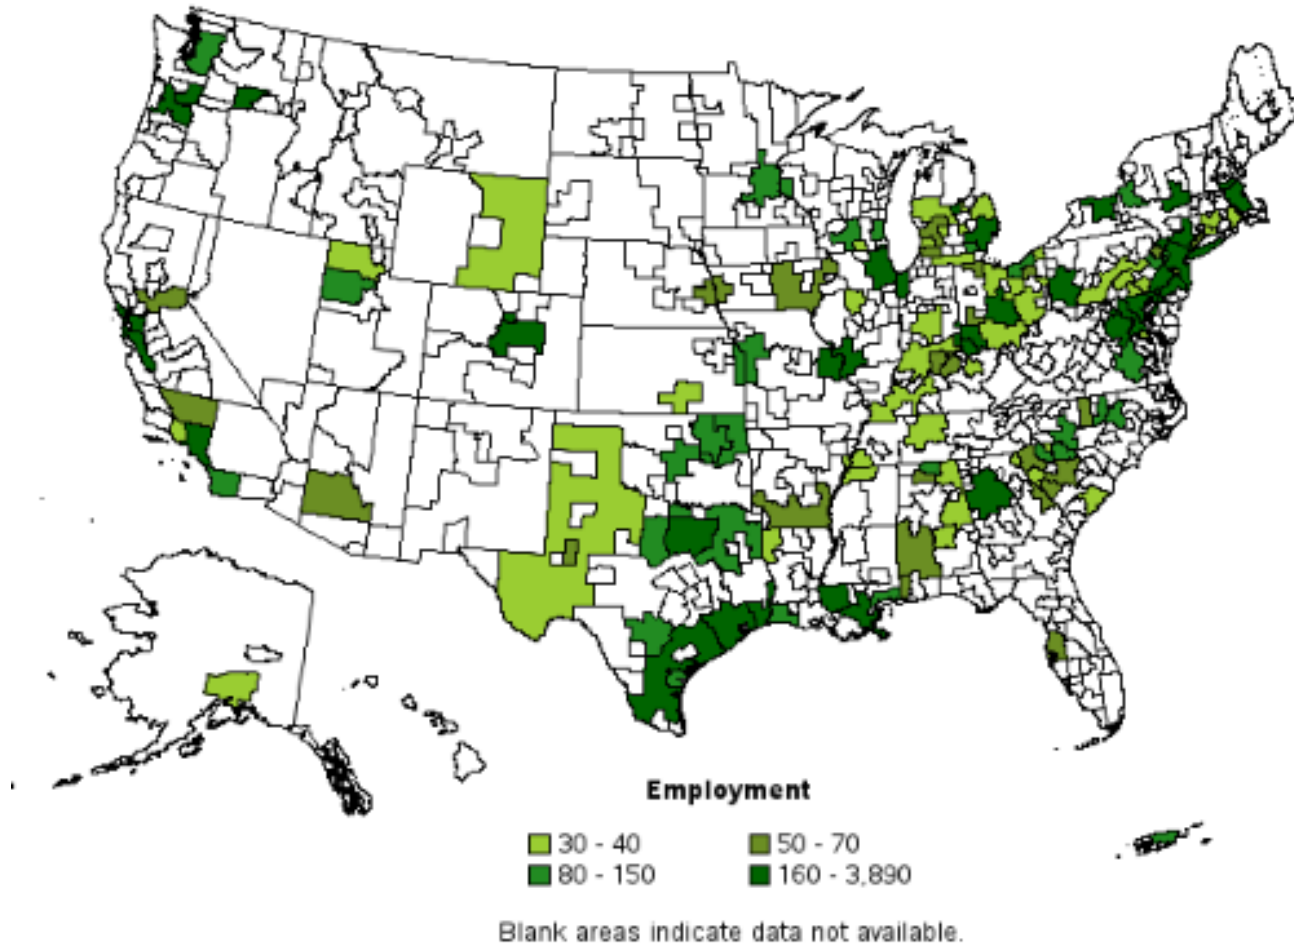 Employment
30 - 40
50 - 70
80 - 150
160 - 3,890
Blank areas indicate data not available.